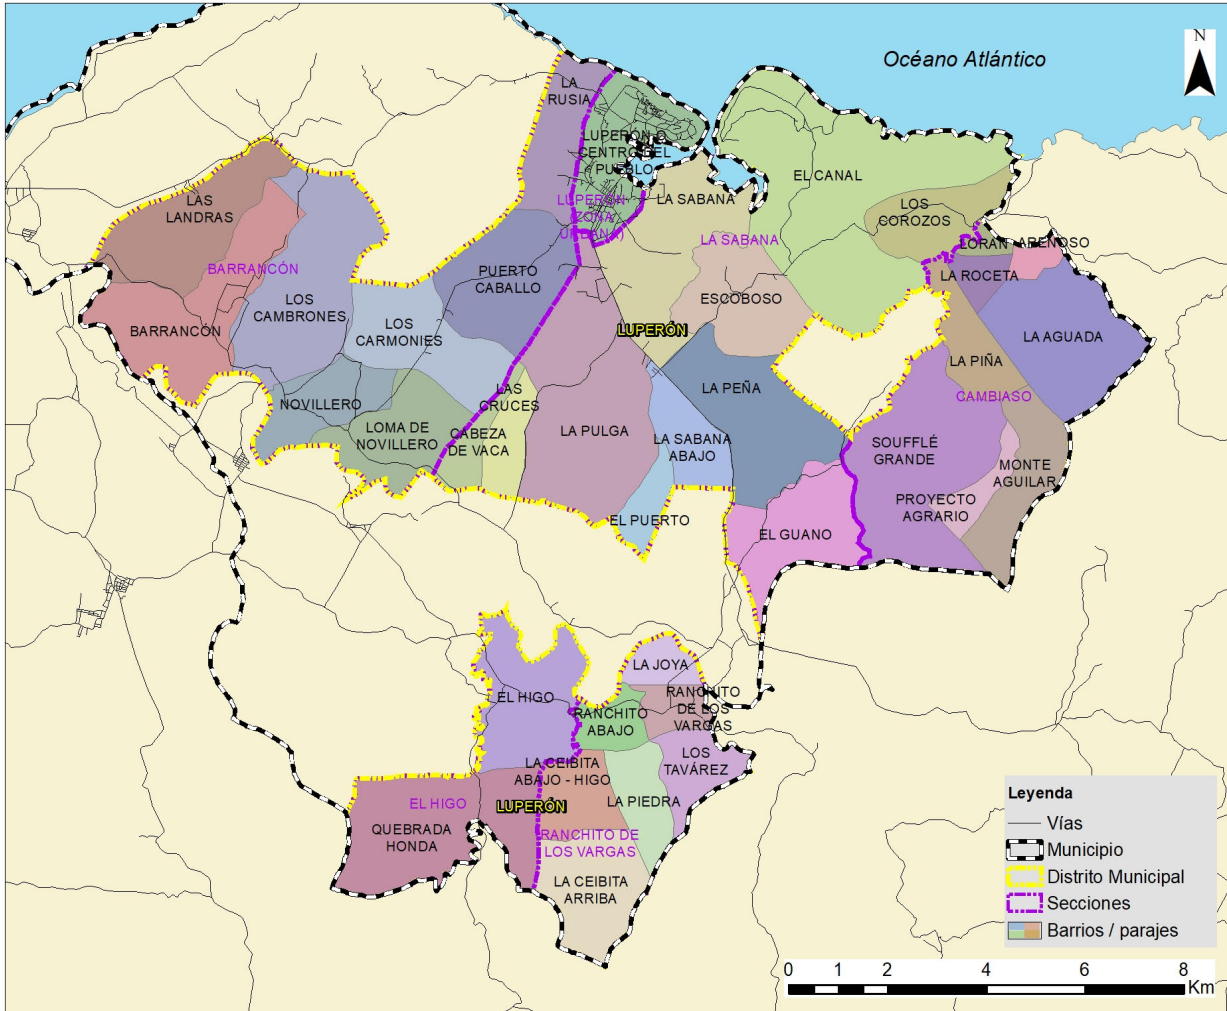 Océano Atlántico
N
LA
RUSIA
LUPERÓN O
CENTRO DEL
PUEBLO
LUPERÓN
ZONA
URBANA)
LA SABANA
EL CANAL
LAS
LANDRAS
LOS
COROZOS
LA SABANA
LORAN
ARENOSO
BARRANCÓN
PUERTO
CABALLO
LA ROCETA
LOS
CAMBRONES
ESCOBOSO
BARRANCÓN
LOS
CARMONIES
LUPERÓN
LA AGUADA
LA PIÑA
LA PEÑA
CAMBIASO
NOVILLERO
LAS
CRUCES
LOMA DE
NOVILLERO
CABEZA
DE VACA
LA PULGA
LA SABANA
ABAJO
SOUFFLÉ
GRANDE
MONTE
AGUILAR
PROYECTO
AGRARIO
EL PUERTO
EL GUANO
LA JOYA
EL HIGO
RANCHITO
DE LOS
VARGAS
RANCHITO
ABAJO
LOS
TAVÁREZ
LA CEIBITA
ABAJO - HIGO
EL HIGO
LUPERÓN
LA PIEDRA
QUEBRADA
HONDA
RANCHITO DE
LOS VARGAS
LA CEIBITA
ARRIBA
Leyenda
Vías
Municipio
Distrito Municipal
Secciones
Barrios / parajes
0 1 2 4 6 8
Km